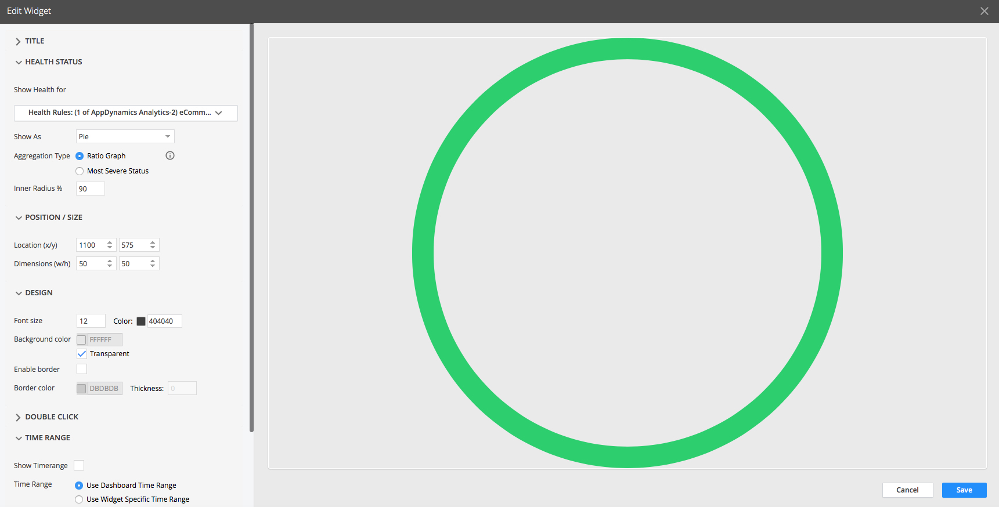 Edit Widget
TITLE
HEALTH STATUS
Show Health for
Health Rules: (1 of AppDynamics Analytics-2) eComm...
Show As Pie
Aggregation Type Ratio Graph
Most Severe Status
Inner Radius % 90
POSITION / SIZE
Location (x/y) 1100 575
Dimensions (w/h) 50 50
DESIGN
Font size 12 Color: 404040
Background color FFFFFF
Transparent
Enable border
Border color DBDBDB Thickness: 0
DOUBLE CLICK
TIME RANGE
Show Timerange
Time Range Use Dashboard Time Range
Use Widget Specific Time Range
Cancel Save